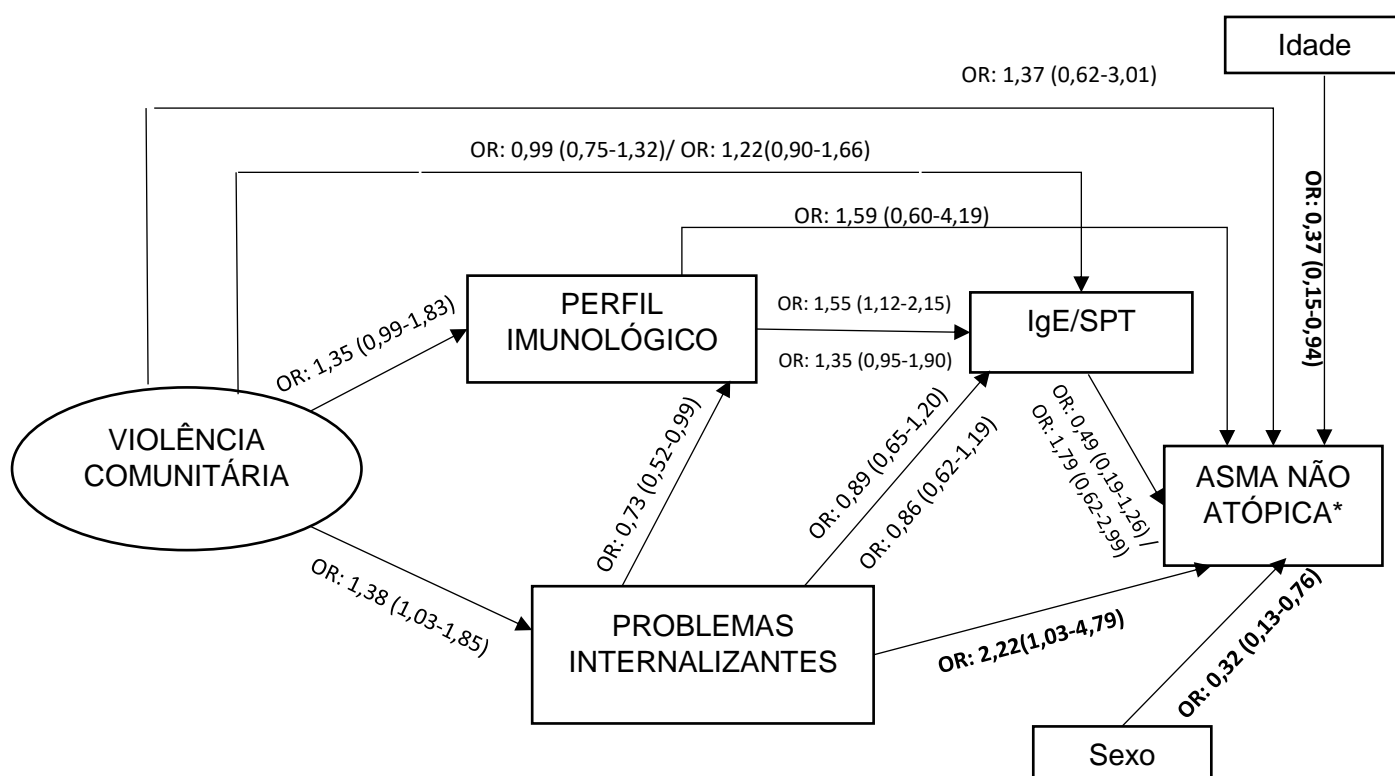 Idade
OR: 1,37 (0,62-3,01)
OR: 0,99 (0,75-1,32)/ OR: 1,22(0,90-1,66)
OR: 0,37 (0,15-0,94)
OR: 1,59 (0,60-4,19)
PERFIL
IMUNOLÓGICO
OR: 1,55 (1,12-2,15)
OR: 1,35 (0,95-1,90)
IgE/SPT
OR: 1,35 (0,99-1,83)
VIOLÊNCIA
COMUNITÁRIA
OR: 0,73 (0,52-0,99)
OR: 0,89 (0,65-1,20)
OR: 0,86 (0,62-1,19)
OR: 0,49 (0,19-1,26) /
OR: 1,79 (0,62-2,99)
ASMA NÃO
ATÓPICA*
OR: 1,38 (1,03-1,85)
PROBLEMAS
INTERNALIZANTES
OR: 2,22(1,03-4,79)
OR: 0,32 (0,13-0,76)
Sexo